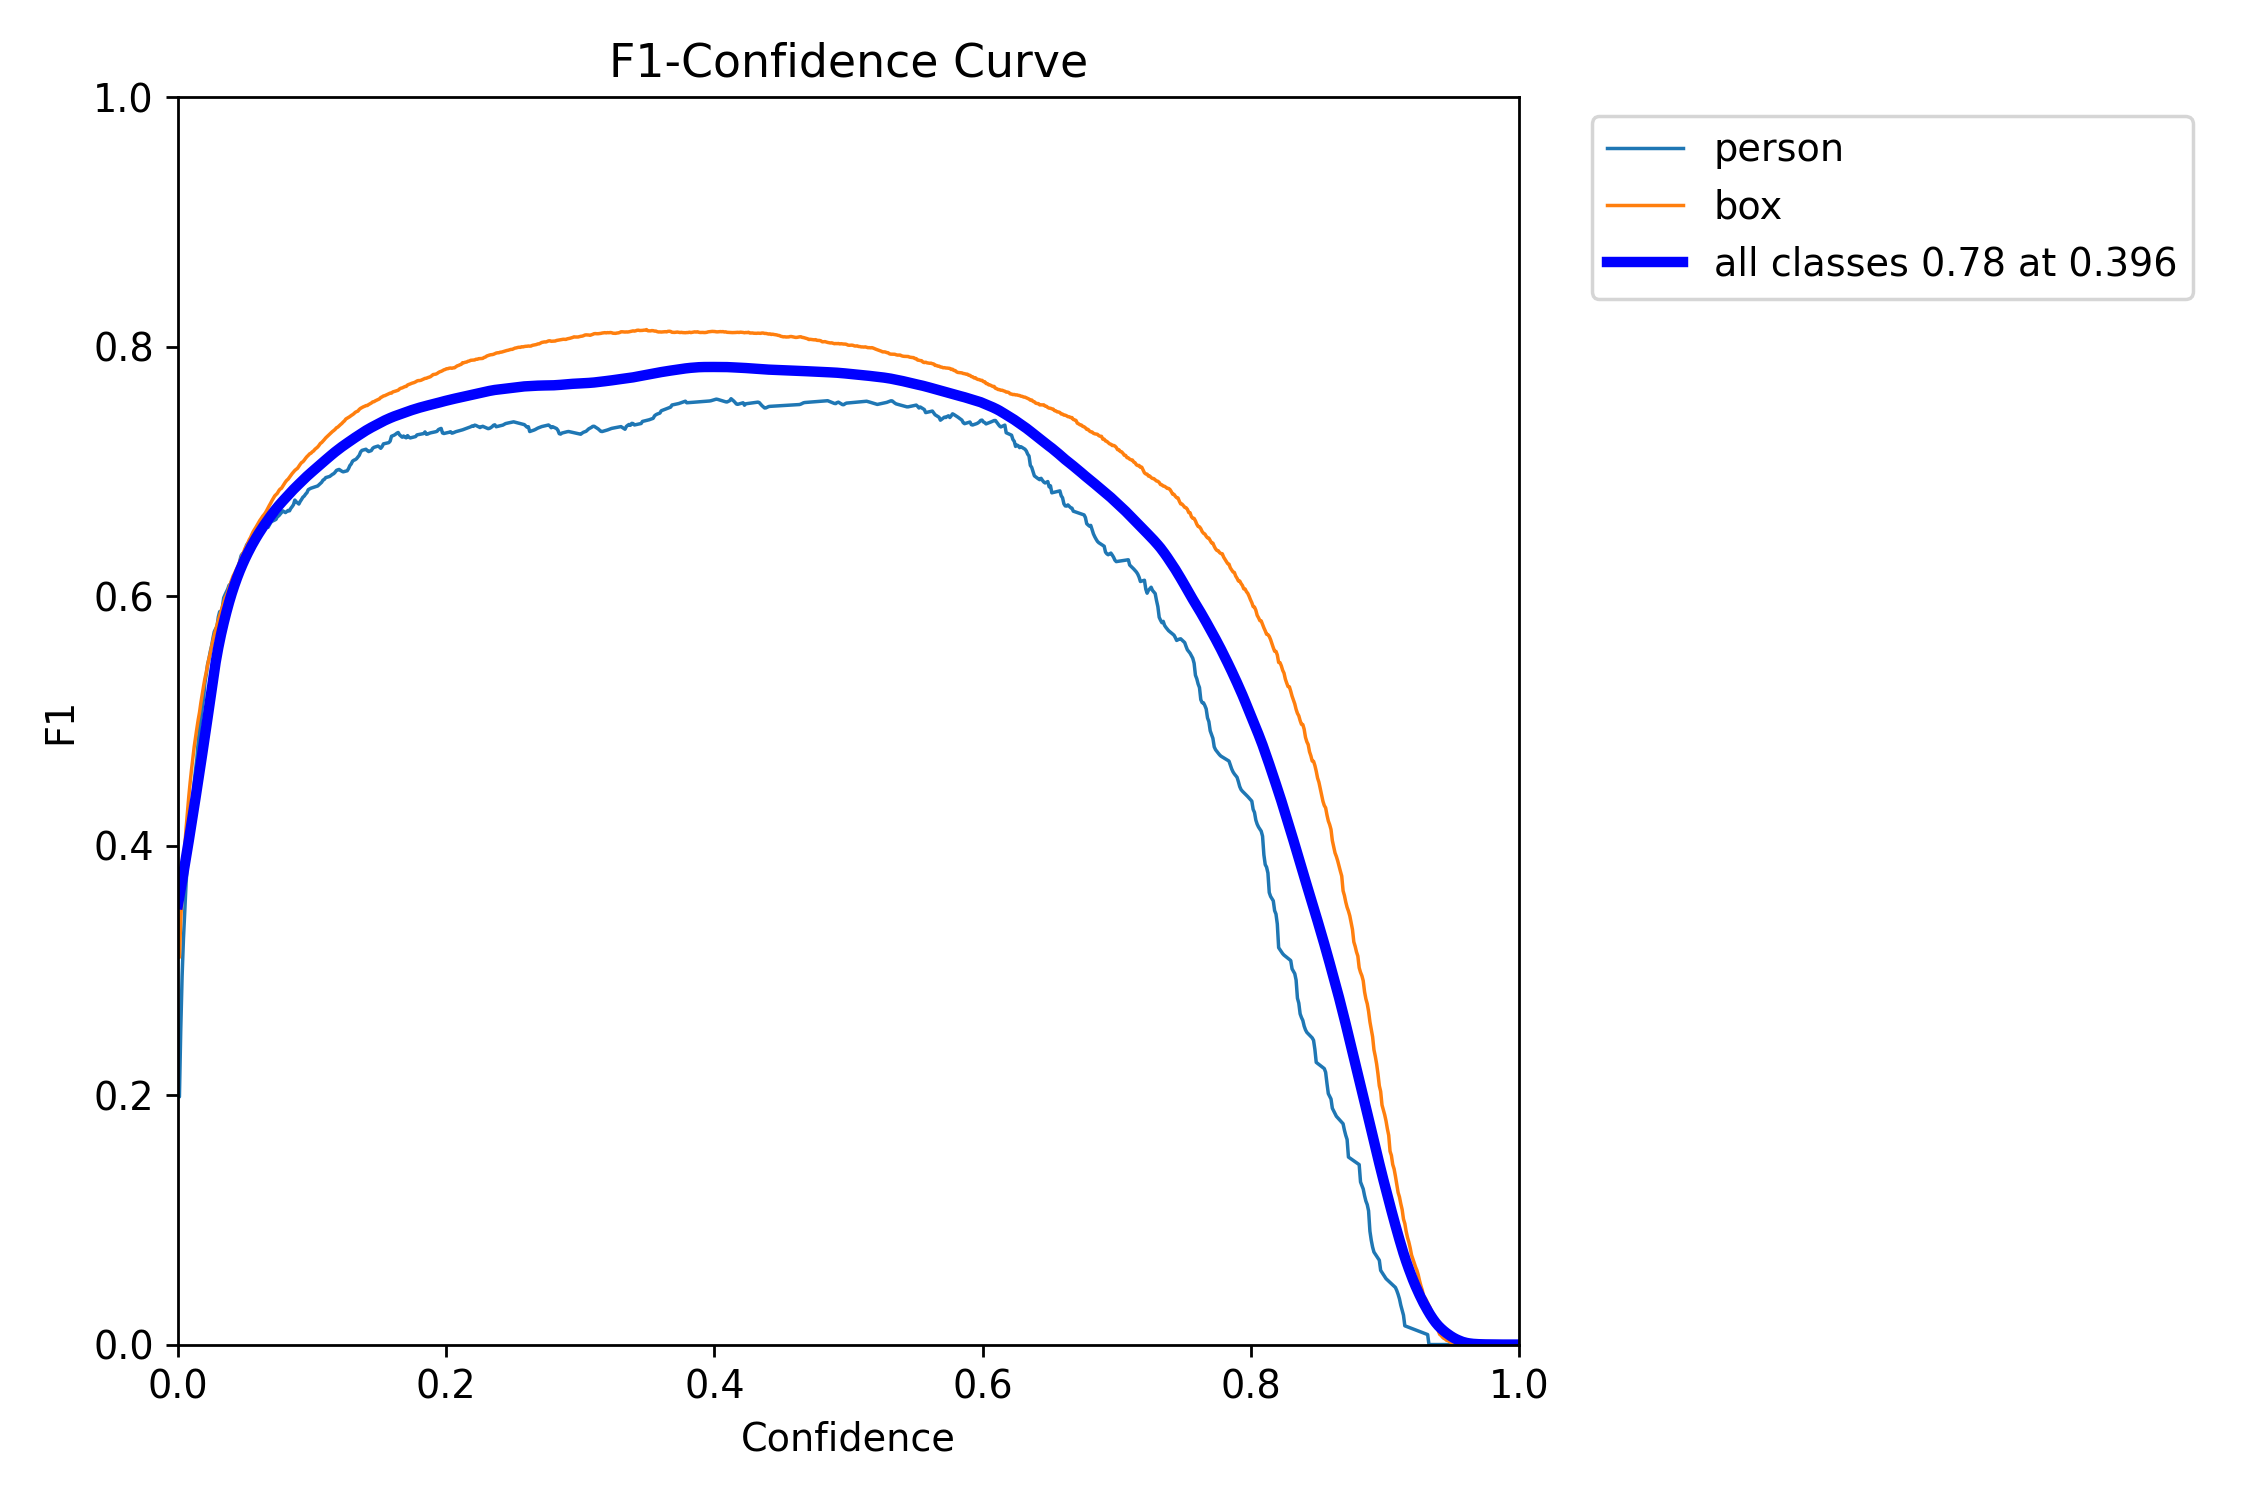 F1-Confidence Curve
1.0
0.8
0.6
0.4
0.2
0.0
F1
0.0 0.2 0.4 0.6 0.8 1.0
Confidence
person
box
all classes 0.78 at 0.396